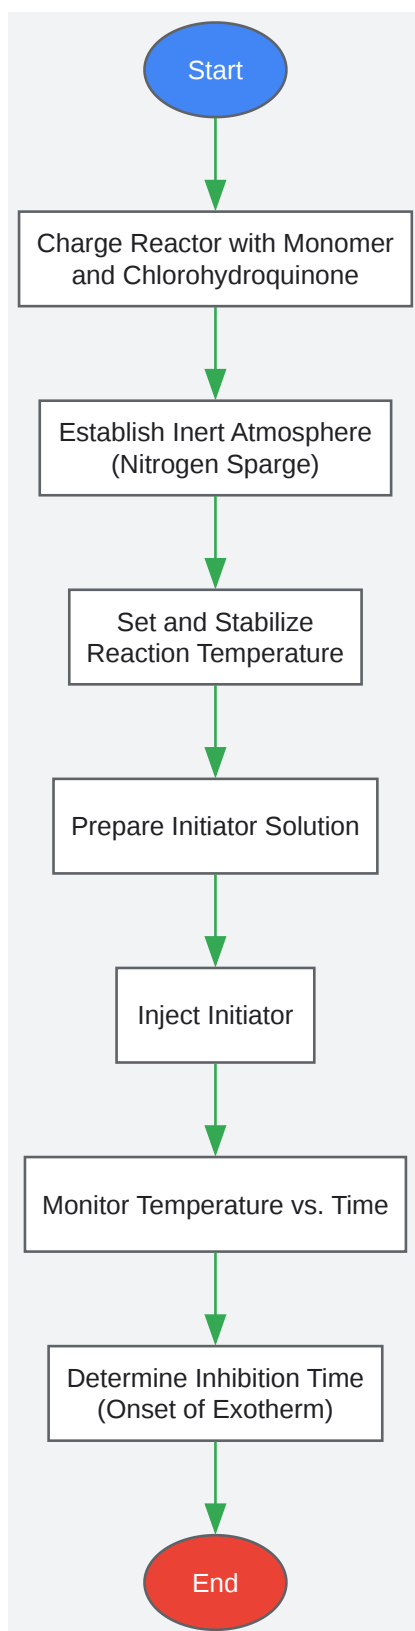 Start
Charge Reactor with Monomer
and Chlorohydroquinone
Establish Inert Atmosphere
(Nitrogen Sparge)
Set and Stabilize
Reaction Temperature
Prepare Initiator Solution
Inject Initiator
Monitor Temperature vs. Time
Determine Inhibition Time
(Onset of Exotherm)
End